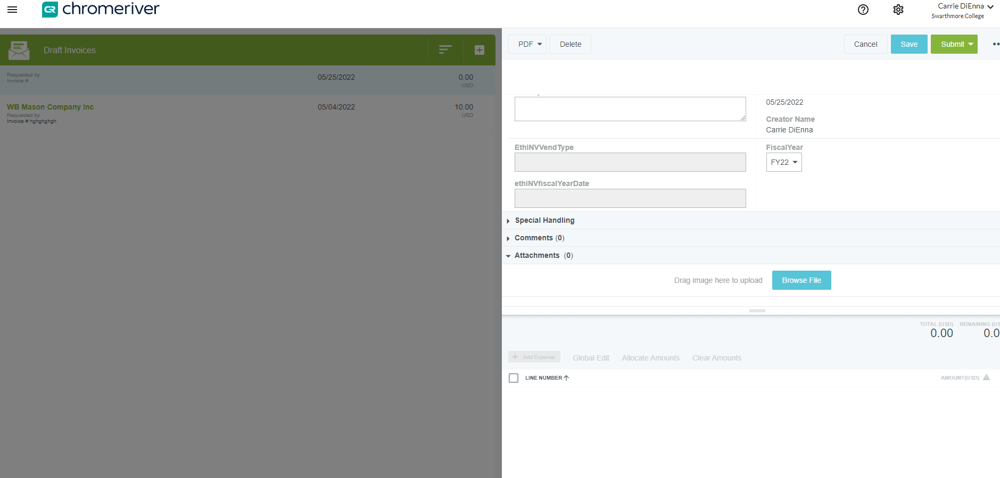 chromeriver
Carrie DiEnna
Swarthmore College
Draft Invoices
Requested by
Invoice #
05/25/2022
0.00
USD
WB Mason Company Inc
Requested by
Invoice # hghghghgh
05/04/2022
10.00
USD
PDF
Delete
Cancel
Save
Submit
05/25/2022
Creator Name
Carrie DiEnna
EthINVVendType
FiscalYear
FY22
ethINVfiscalYearDate
Special Handling
Comments (0)
Attachments (0)
Drag image here to upload
Browse File
TOTAL (USD)
REMAINING (US
0.00
0.0
+ Add Expense
Global Edit
Allocate Amounts
Clear Amounts
LINE NUMBER
AMOUNT(USD)